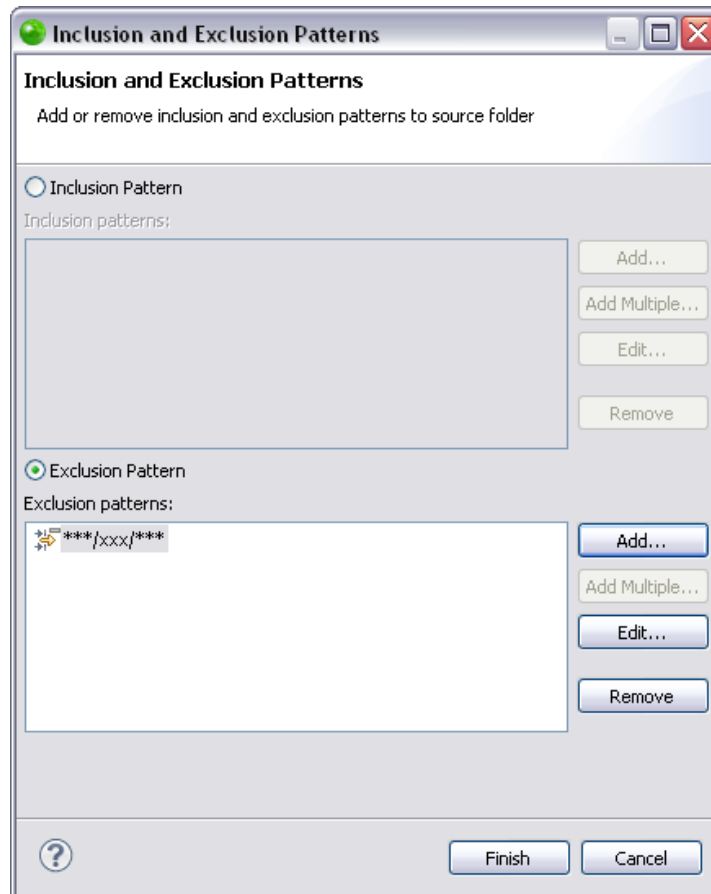 Inclusion and Exclusion Patterns
Inclusion and Exclusion Patterns
Add or remove inclusion and exclusion patterns to source folder
Inclusion Pattern
Inclusion patterns:
Add...
Add Multiple...
Edit...
Remove
Exclusion Pattern
Exclusion patterns:
***/xxx/***
Add...
Add Multiple...
Edit...
Remove
?
Finish
Cancel